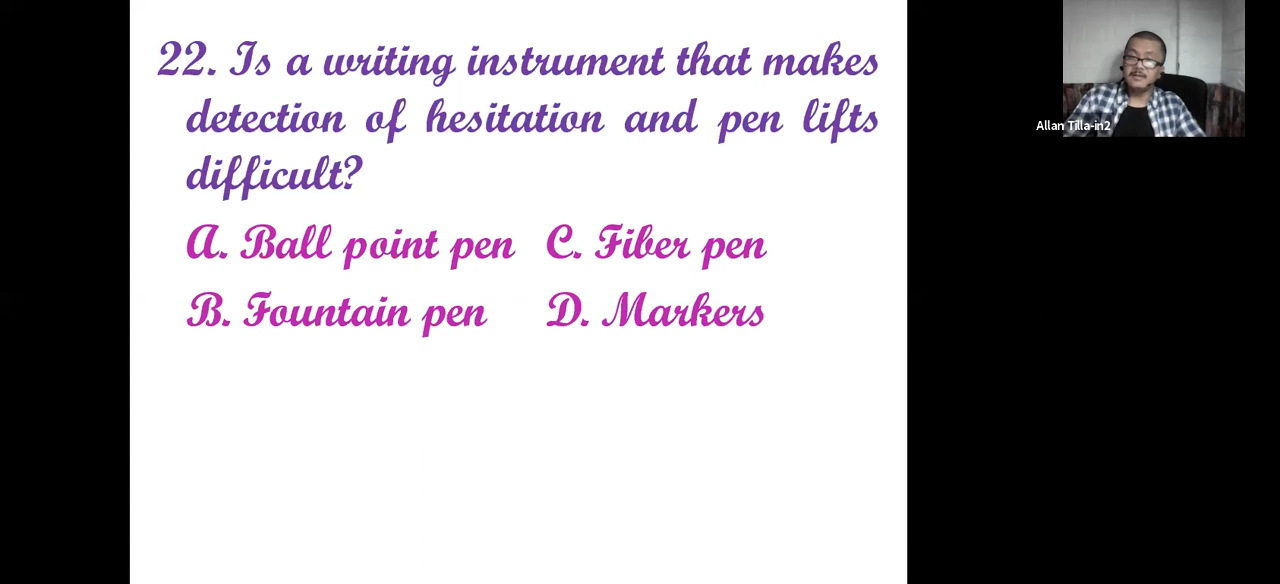 22. Is a writing instrument that makes
detection of hesitation and pen lifts
difficult?
A. Ball point pen C. Fiber pen
B. Fountain pen D. Markers
Allan Tilla-in2